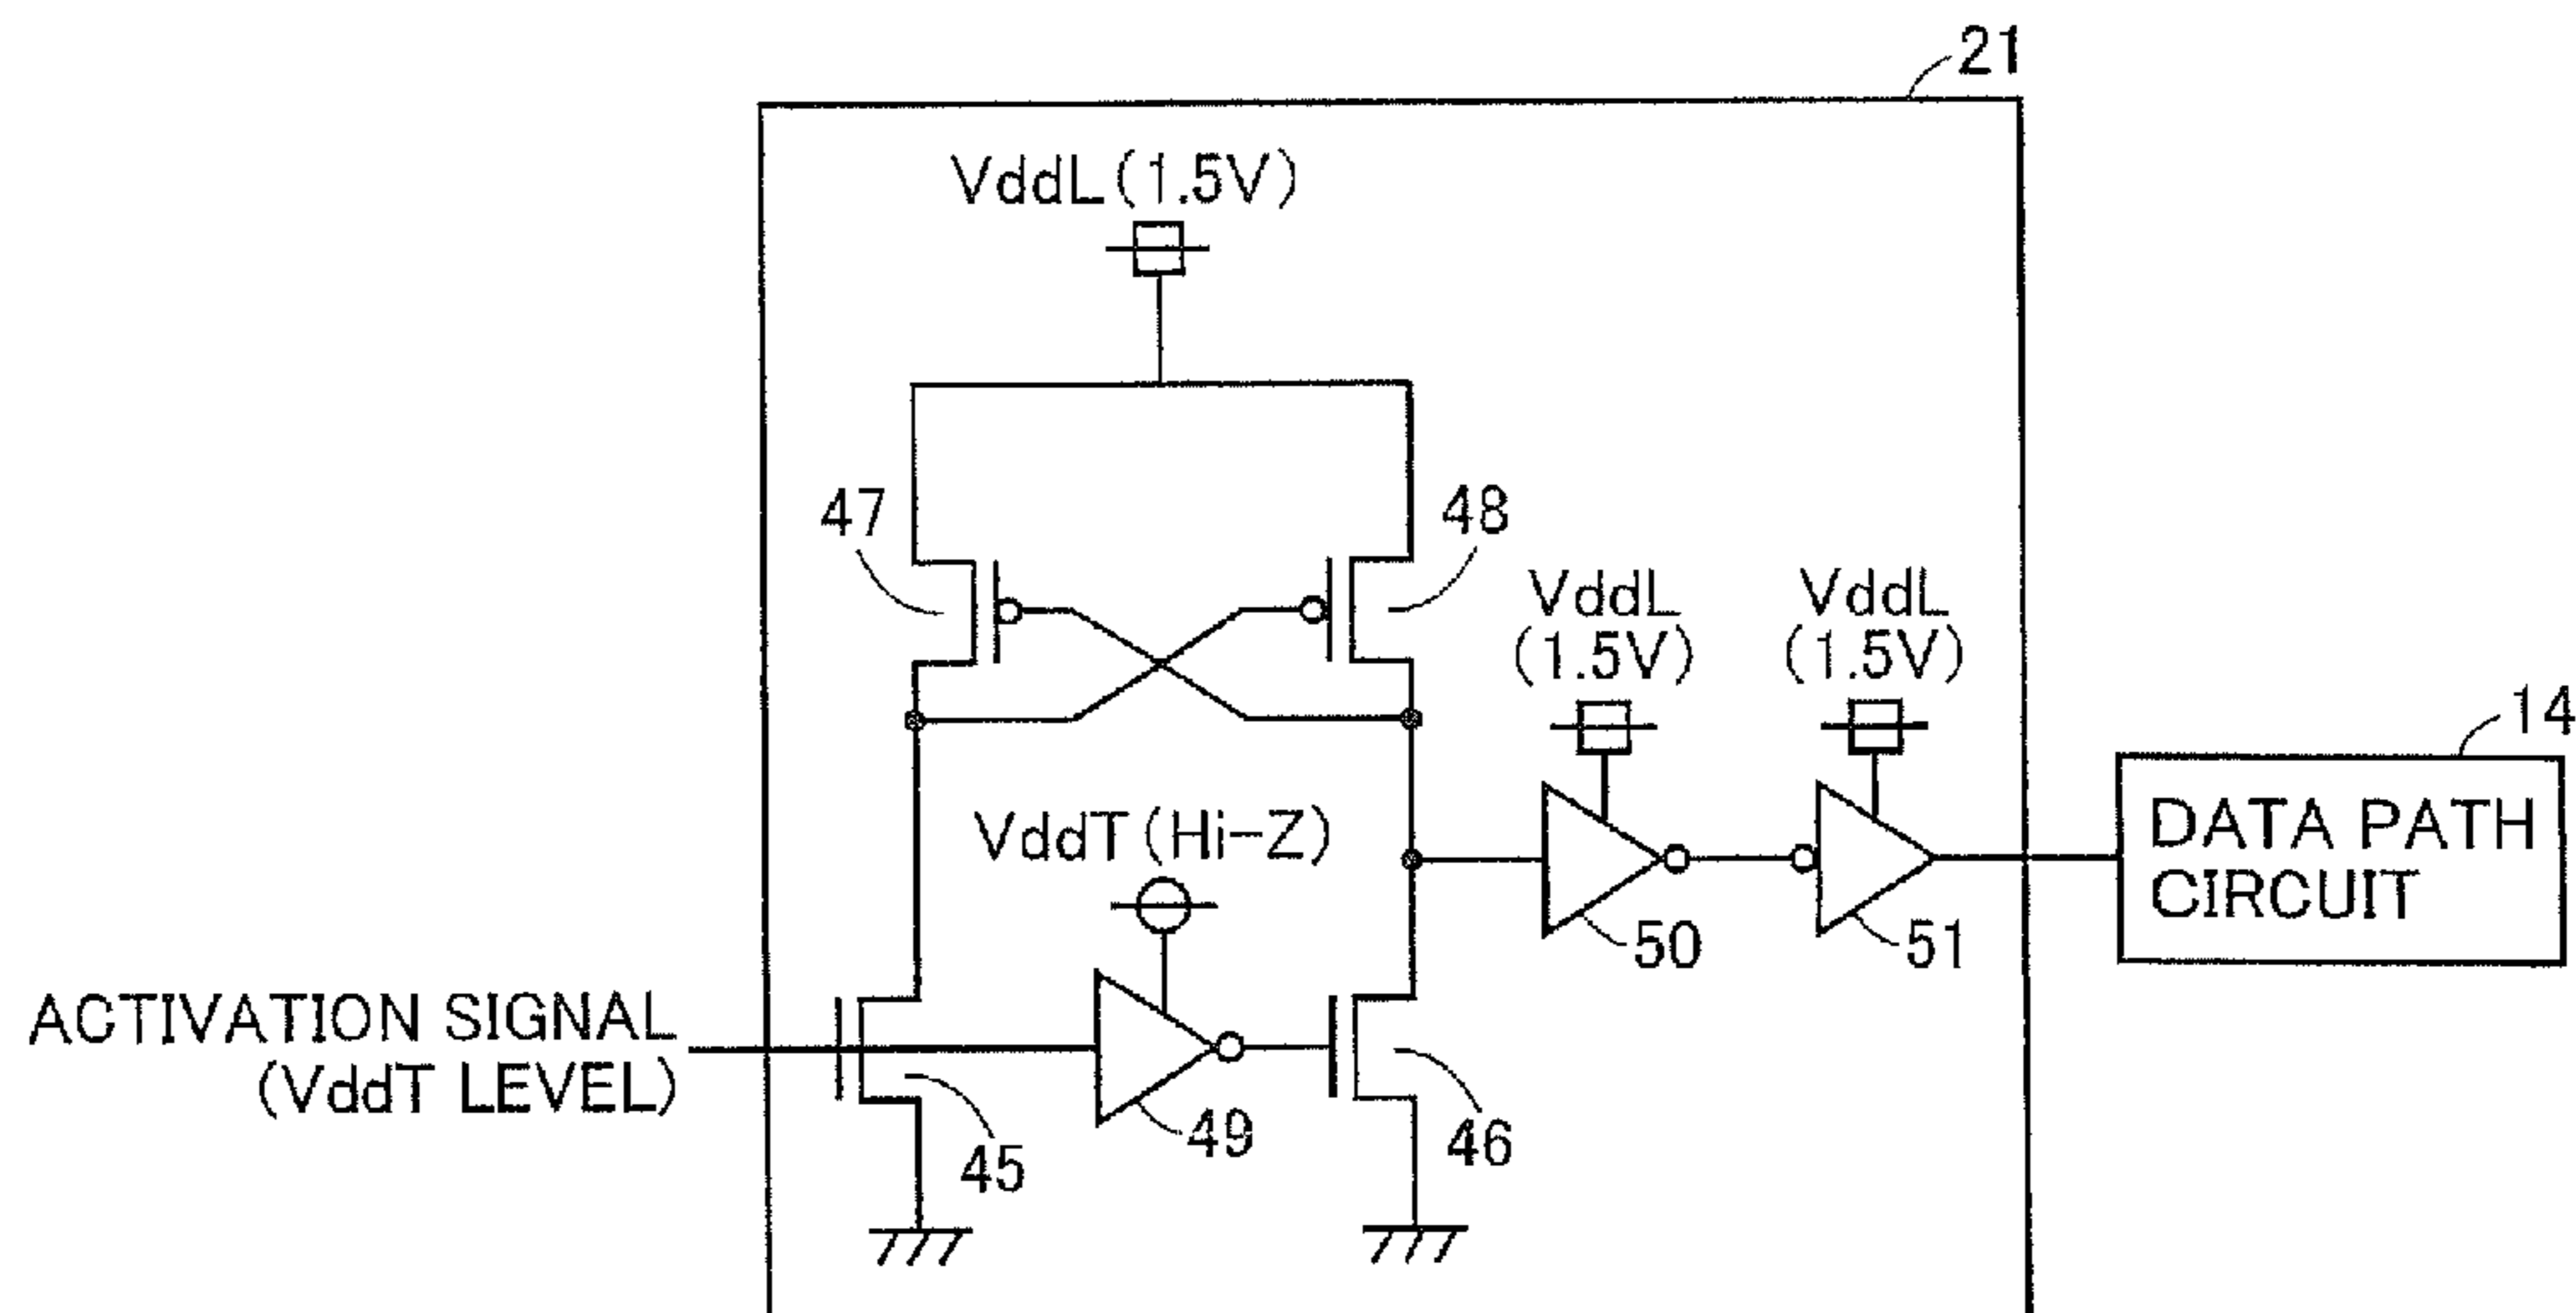 21
VddL (1.5V)
47
48
VddL
(1.5V)
VddL
(1.5V)
14
DATA PATH
CIRCUIT
VddT (Hi-Z)
50
51
ACTIVATION SIGNAL
(VddT LEVEL)
45
49
46